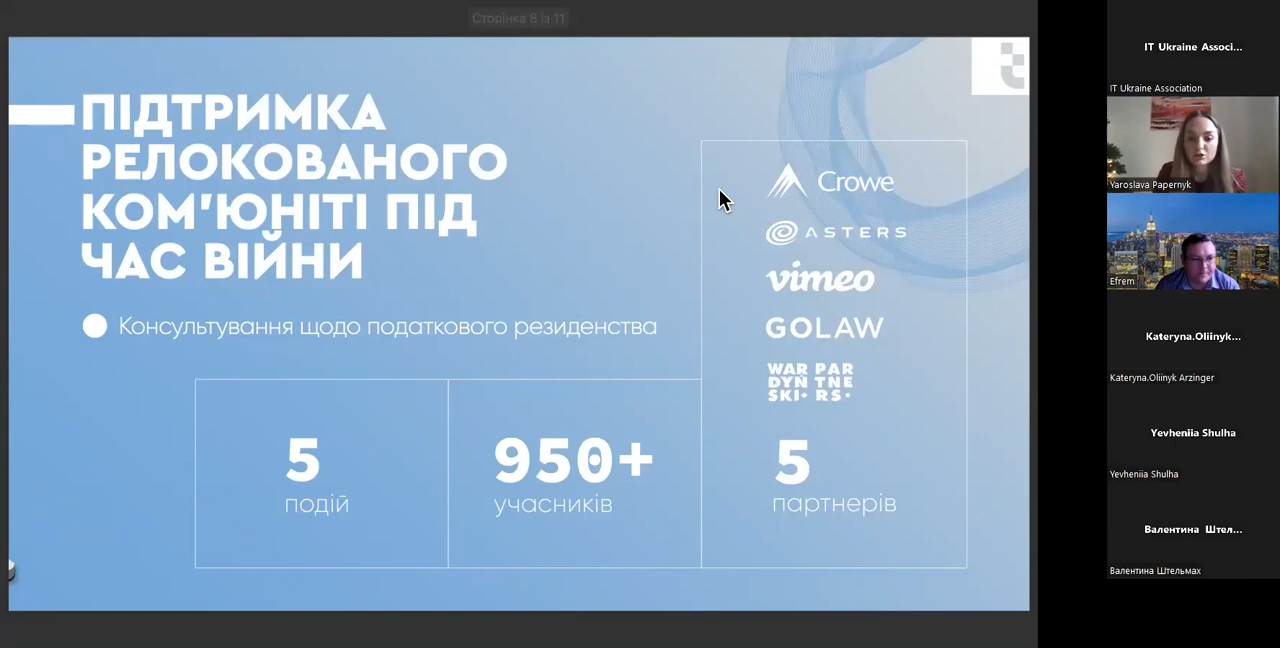 Сторінка 8 із 11
ПІДТРИМКА
РЕЛОКОВАНОГО
КОМ'ЮНІТІ ПІД
ЧАС ВІЙНИ
Консультування щодо податкового резиденства
Crowe
ASTERS
vimeo
GOLAW
WAR PAR
DYN TNE
SKI• RS•
5
подій
950+
учасників
5
партнерів
IT Ukraine Associ...
IT Ukraine Association
Yaroslava Papernyk
Efrem
Kateryna.Oliinyk...
Kateryna.Oliinyk Arzinger
Yevheniia Shulha
Yevheniia Shulha
Валентина Штел...
Валентина Штельмах